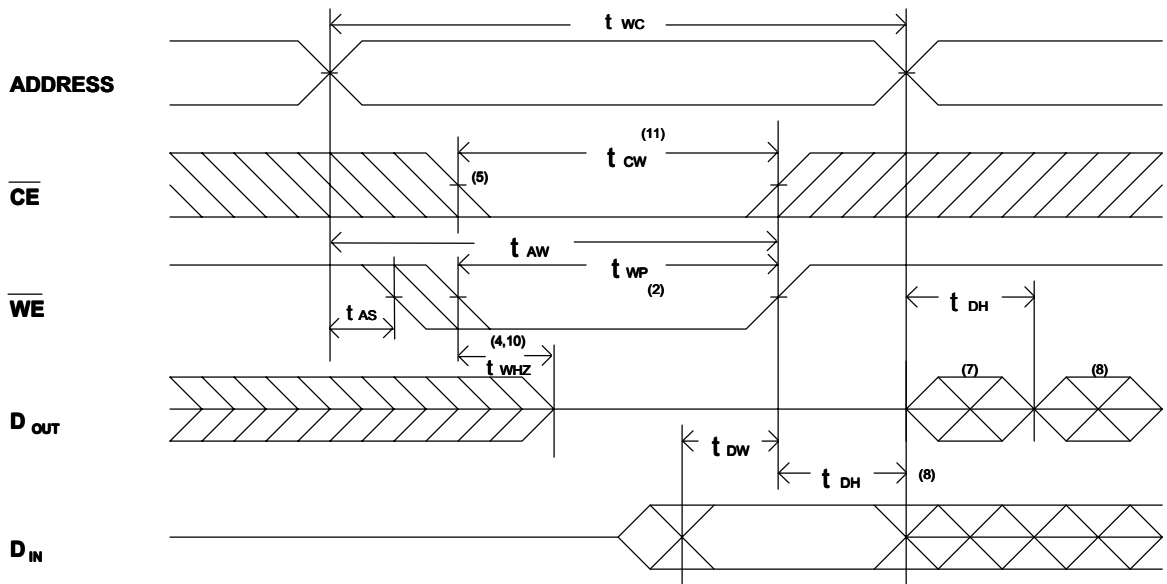 t WC
ADDRESS
(11)
t CW
(5)
CE
t AW
t WP
(2)
WE
t AS
t DH
(4,10)
t WHZ
(7)
(8)
D OUT
t DW
t DH
(8)
D IN